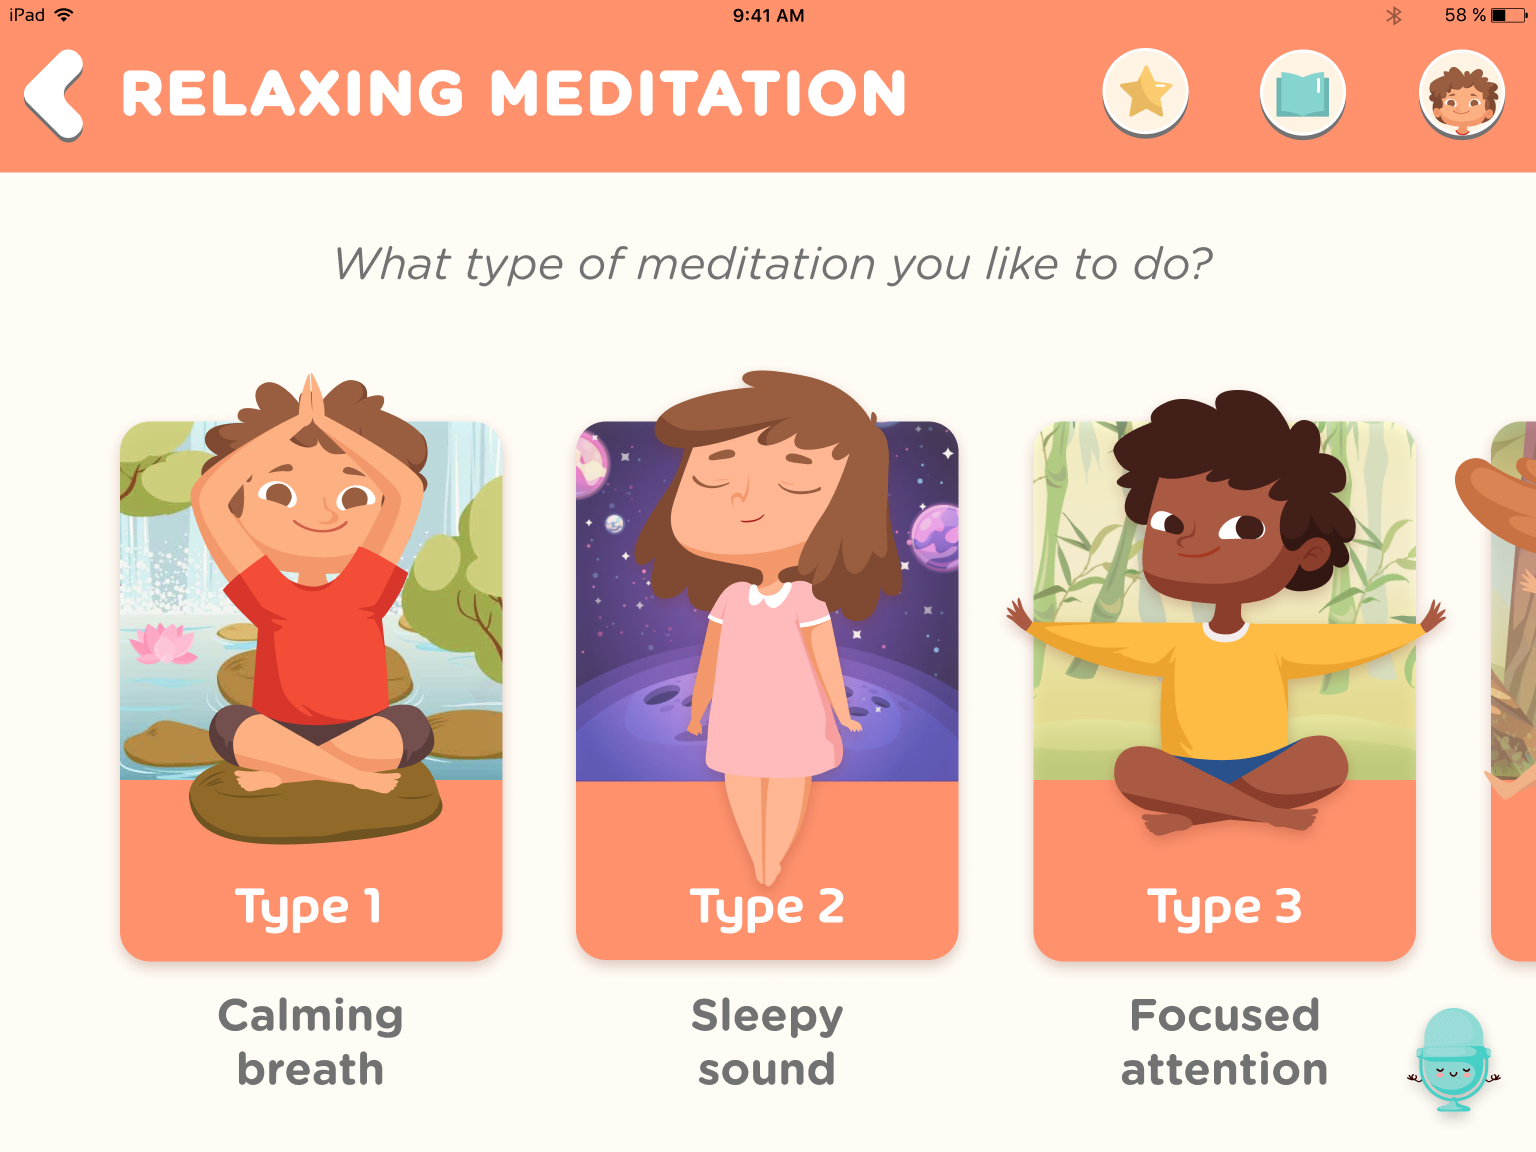 iPad 9:41 AM 58 %
RELAXING MEDITATION
What type of meditation you like to do?
Type 1
Type 2
Type 3
Calming
breath
Sleepy
sound
Focused
attention